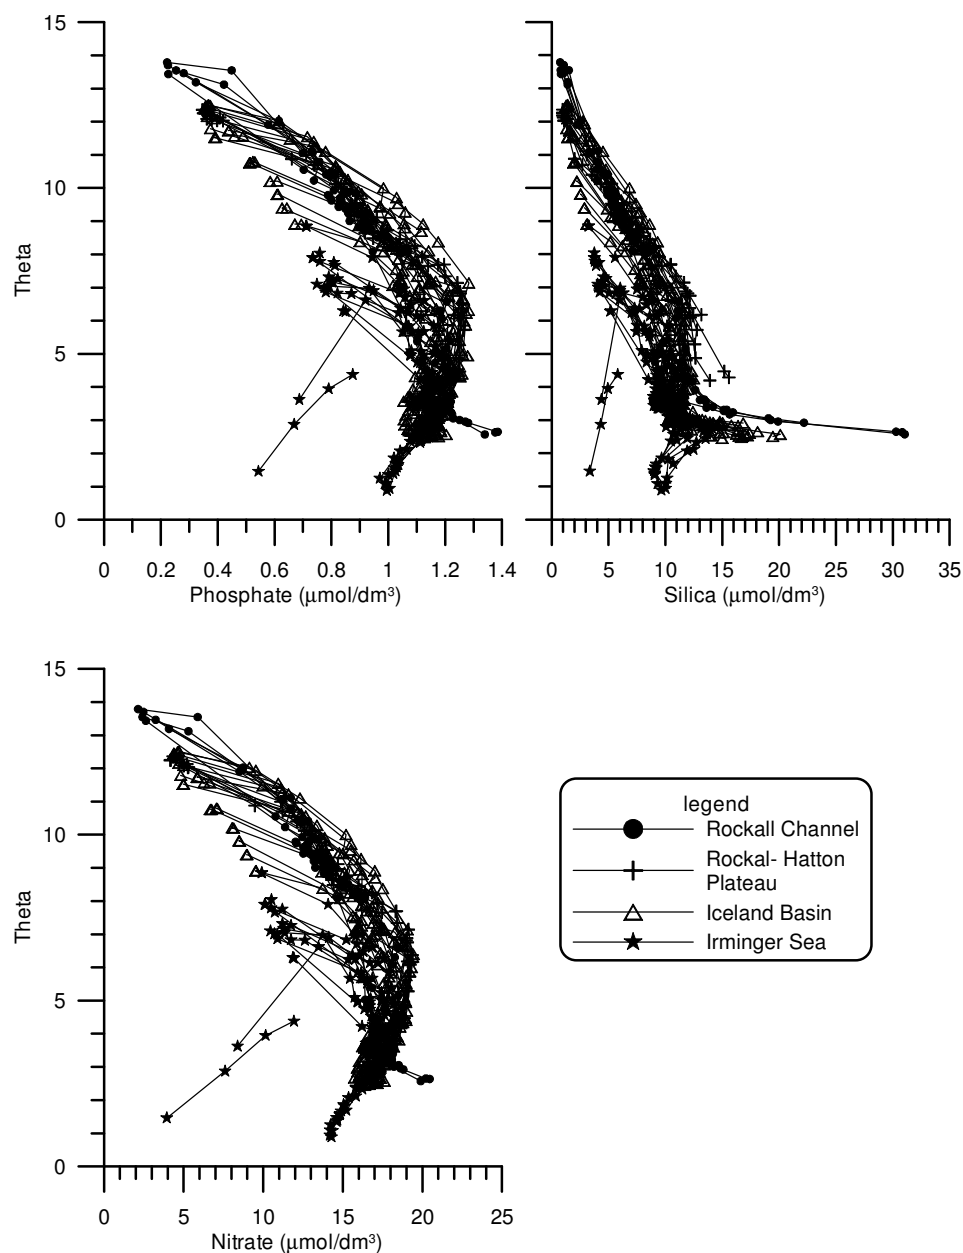 15
10
Theta
5
0
0 0.2 0.4 0.6 0.8 1 1.2 1.4
Phosphate (μmol/dm³)
0 5 10 15 20 25 30 35
Silica (μmol/dm³)
15
10
Theta
5
0
0 5 10 15 20 25
Nitrate (μmol/dm³)
legend
Rockall Channel
Rockal- Hatton
Plateau
Iceland Basin
Irminger Sea